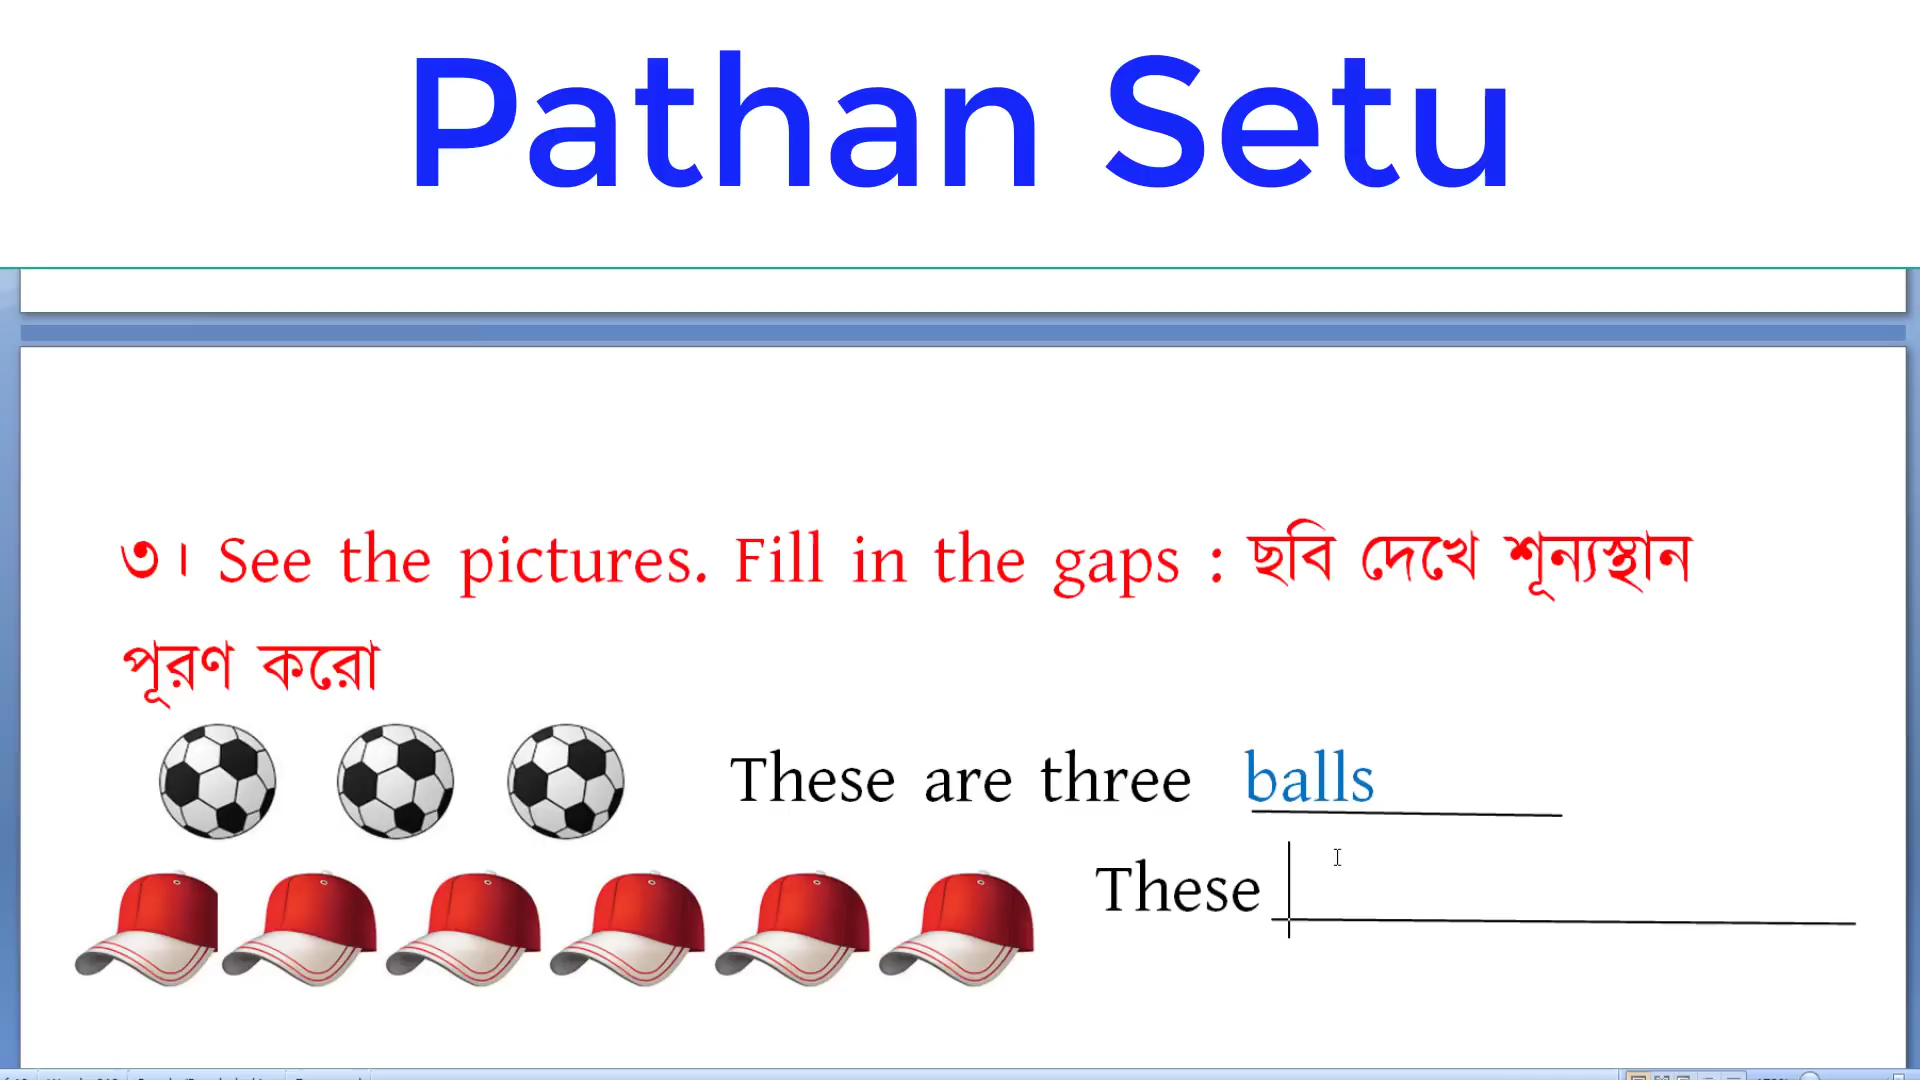 Pathan Setu
৩। See the pictures. Fill in the gaps : ছবি দেখে শূন্যস্থান
পূরণ করো
These are three balls
These